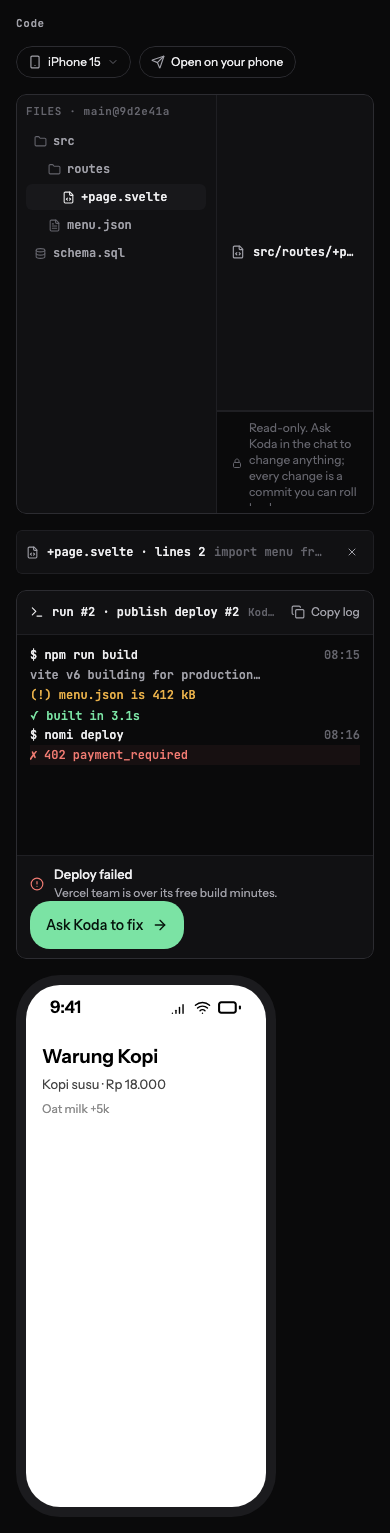 Code
iPhone 15
Open on your phone
FILES · main@9d2e41a
src
routes
+page.svelte
menu.json
schema.sql
src/routes/+p…
Read-only. Ask
Koda in the chat to
change anything;
every change is a
commit you can roll
+page.svelte · lines 2 import menu fr…
run #2 · publish deploy #2 Kod… Copy log
$ npm run build 08:15
vite v6 building for production…
(!) menu.json is 412 kB
✓ built in 3.1s
$ nomi deploy 08:16
✗ 402 payment_required
Deploy failed
Vercel team is over its free build minutes.
Ask Koda to fix
9:41
Warung Kopi
Kopi susu · Rp 18.000
Oat milk +5k